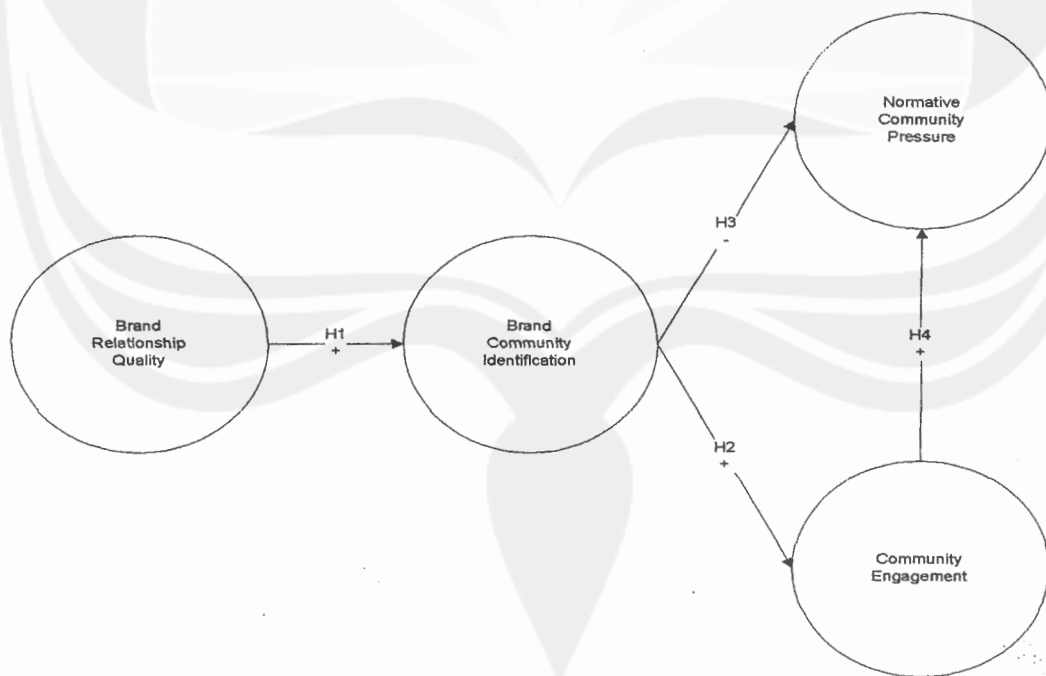 Normative
Community
Pressure
H3
-
Brand
Relationship
Quality
H1
+
Brand
Community
Identification
H4
+
H2
+
Community
Engagement